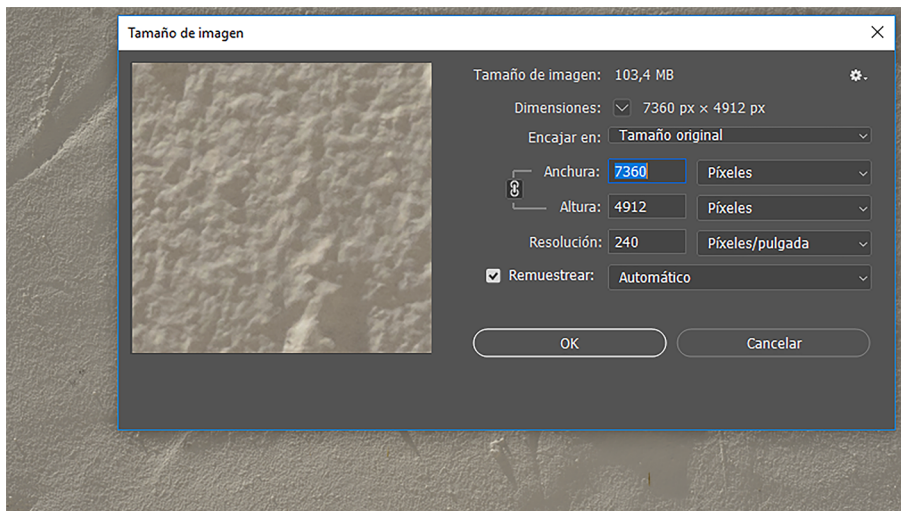 Tamaño de imagen
Tamaño de imagen: 103,4 MB
Dimensiones: 7360 px × 4912 px
Encajar en: Tamaño original
Anchura: 7360 Píxeles
Altura: 4912 Píxeles
Resolución: 240 Píxeles/pulgada
Remuestrear: Automático
OK Cancelar